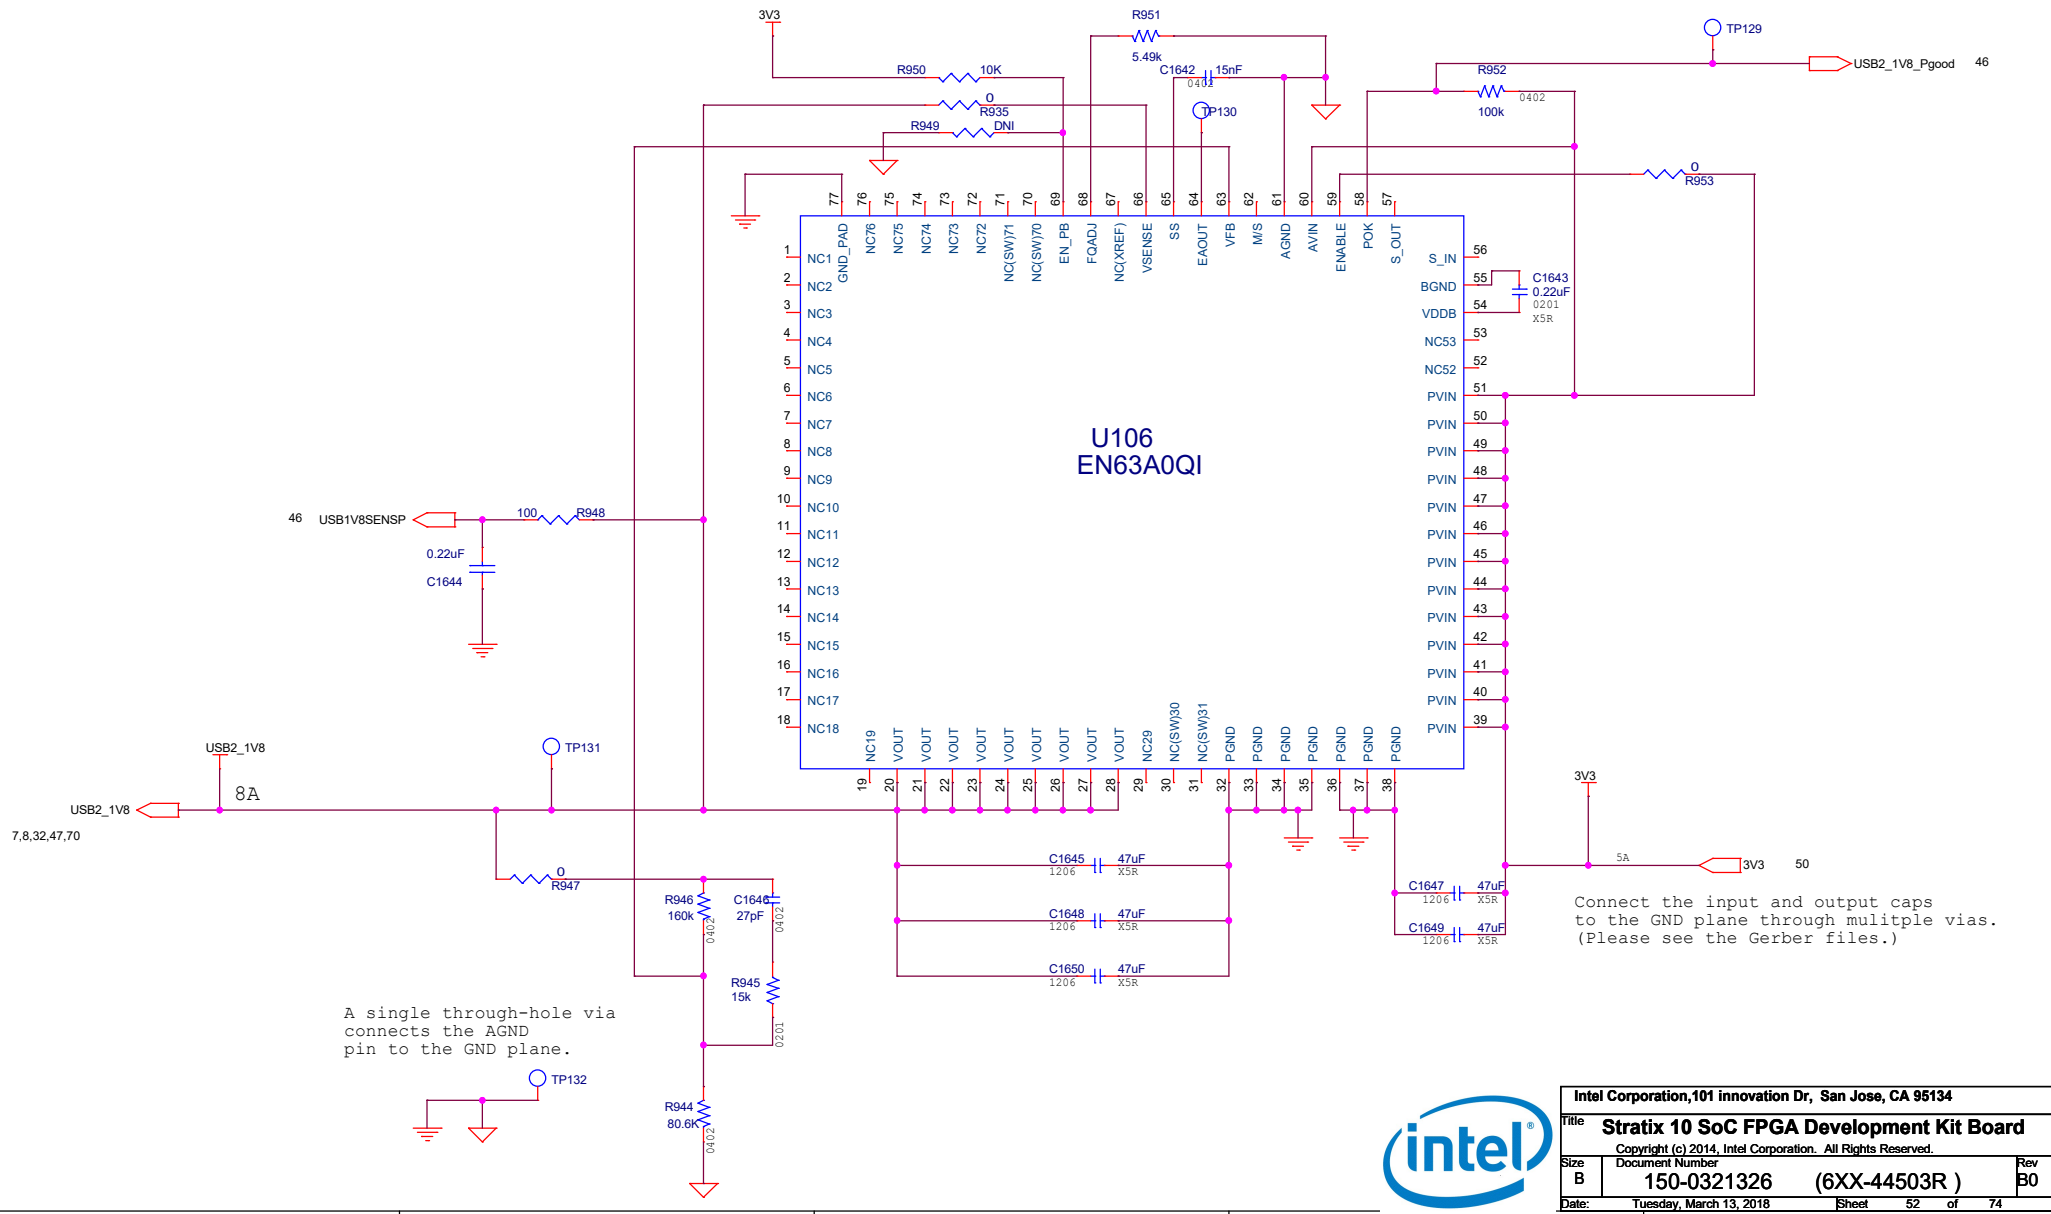 3V3
R951
5.49k
TP129
USB2_1V8_Pgood 46
R950 10K
C1642 15nF
0402
R952
0402
100k
0
R935
TP130
R949 DNI
0
R953
77 76 75 74 73 72 71 70 69 68 67 66 65 64 63 62 61 60 59 58 57
GND_PAD NC76 NC75 NC74 NC73 NC72 NC(SW)71 NC(SW)70 EN_PB FQADJ NC(XREF) VSENSE SS EAOUT VFB M/S AGND AVIN ENABLE POK S_OUT
1 NC1
2 NC2
3 NC3
4 NC4
5 NC5
6 NC6
7 NC7
8 NC8
9 NC9
10 NC10
11 NC11
12 NC12
13 NC13
14 NC14
15 NC15
16 NC16
17 NC17
18 NC18
U106
EN63A0QI
S_IN 56
BGND 55
VDDB 54
NC53 53
NC52 52
PVIN 51
PVIN 50
PVIN 49
PVIN 48
PVIN 47
PVIN 46
PVIN 45
PVIN 44
PVIN 43
PVIN 42
PVIN 41
PVIN 40
PVIN 39
C1643
0.22uF
0201
X5R
46 USB1V8SENSP
100 R948
0.22uF
C1644
NC19 VOUT VOUT VOUT VOUT VOUT VOUT VOUT VOUT VOUT NC29 NC(SW)30 NC(SW)31 PGND PGND PGND PGND PGND PGND PGND
19 20 21 22 23 24 25 26 27 28 29 30 31 32 33 34 35 36 37 38
USB2_1V8
TP131
8A
USB2_1V8
7,8,32,47,70
3V3
5A
3V3 50
C1645 47uF
1206 X5R
C1648 47uF
1206 X5R
C1650 47uF
1206 X5R
C1647 47uF
1206 X5R
C1649 47uF
1206 X5R
Connect the input and output caps
to the GND plane through mulitple vias.
(Please see the Gerber files.)
0
R947
R946
160k
0402
C1646
27pF
0402
R945
15k
0201
A single through-hole via
connects the AGND
pin to the GND plane.
TP132
R944
80.6K
0402
intel®
Intel Corporation,101 innovation Dr, San Jose, CA 95134
Title
Stratix 10 SoC FPGA Development Kit Board
Copyright (c) 2014, Intel Corporation. All Rights Reserved.
Size Document Number Rev
B 150-0321326 (6XX-44503R ) B0
Date: Tuesday, March 13, 2018 Sheet 52 of 74